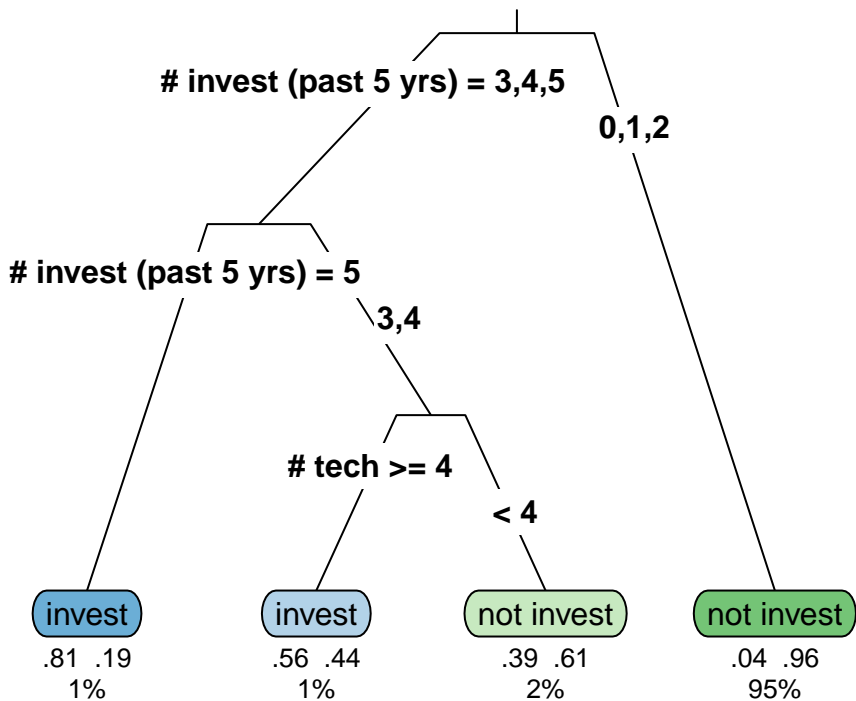 # invest (past 5 yrs) = 3,4,5
0,1,2
# invest (past 5 yrs) = 5
3,4
# tech >= 4
< 4
invest
invest
not invest
not invest
.81 .19
.56 .44
.39 .61
.04 .96
1%
1%
2%
95%